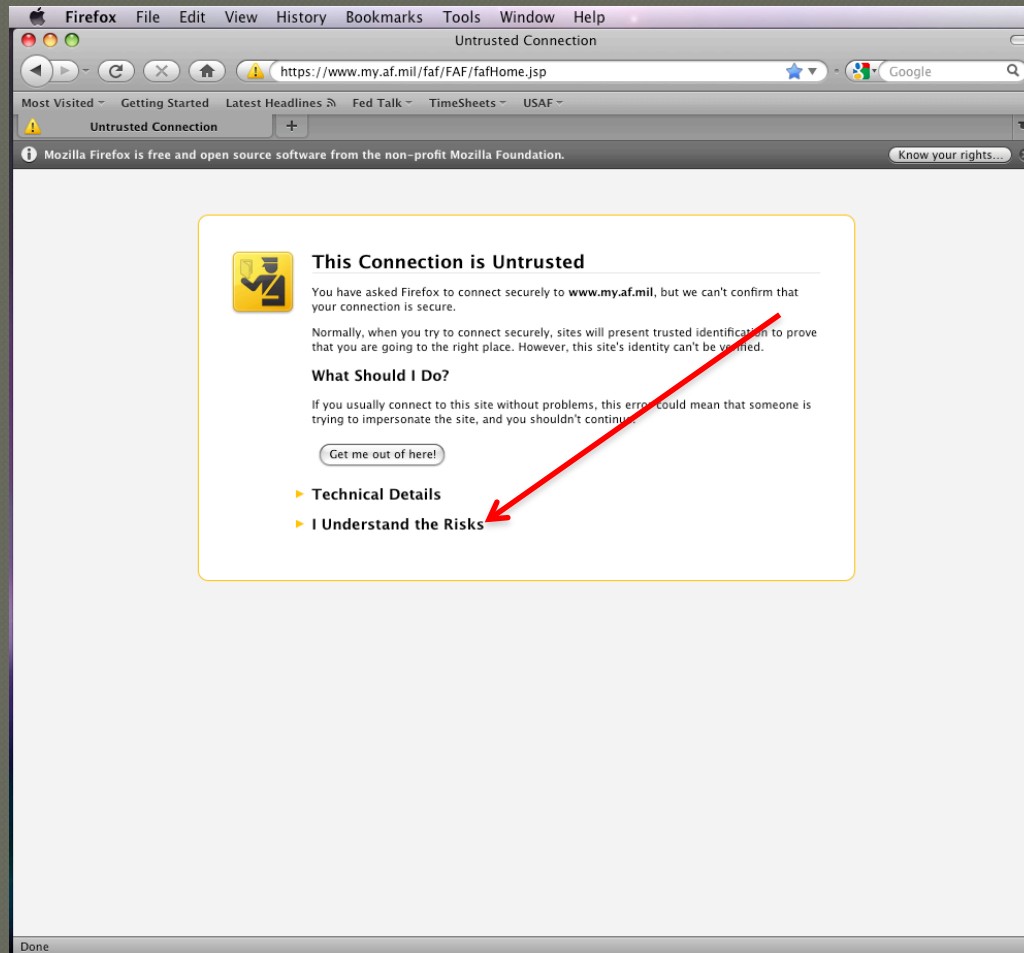 Firefox File Edit View History Bookmarks Tools Window Help
Untrusted Connection
https://www.my.af.mil/faf/FAF/fafHome.jsp
Google
Most Visited Getting Started Latest Headlines Fed Talk TimeSheets USAF
Untrusted Connection +
Mozilla Firefox is free and open source software from the non-profit Mozilla Foundation. Know your rights...
This Connection is Untrusted
You have asked Firefox to connect securely to www.my.af.mil, but we can't confirm that
your connection is secure.
Normally, when you try to connect securely, sites will present trusted identification to prove
that you are going to the right place. However, this site's identity can't be verified.
What Should I Do?
If you usually connect to this site without problems, this error could mean that someone is
trying to impersonate the site, and you shouldn't continue.
Get me out of here!
Technical Details
I Understand the Risks
Done